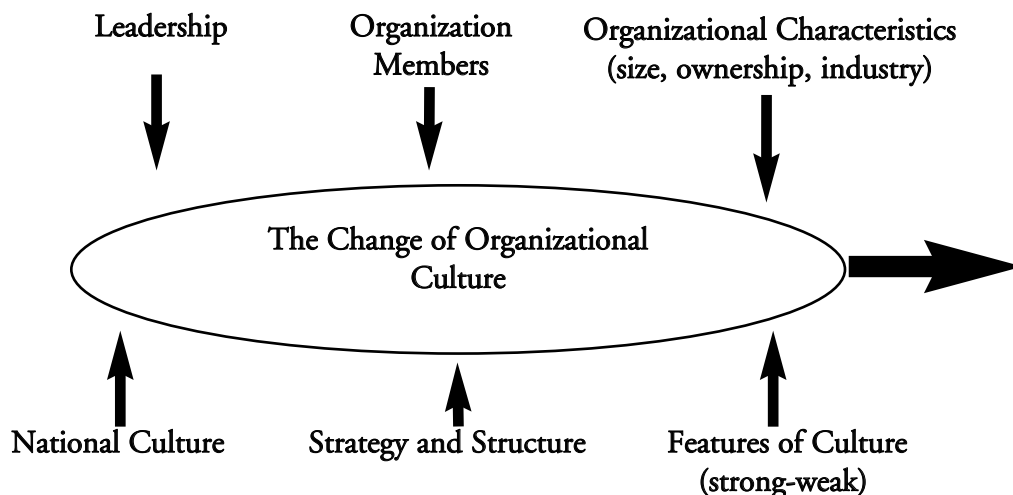 Leadership
Organization
Members
Organizational Characteristics
(size, ownership, industry)
The Change of Organizational
Culture
National Culture
Strategy and Structure
Features of Culture
(strong-weak)